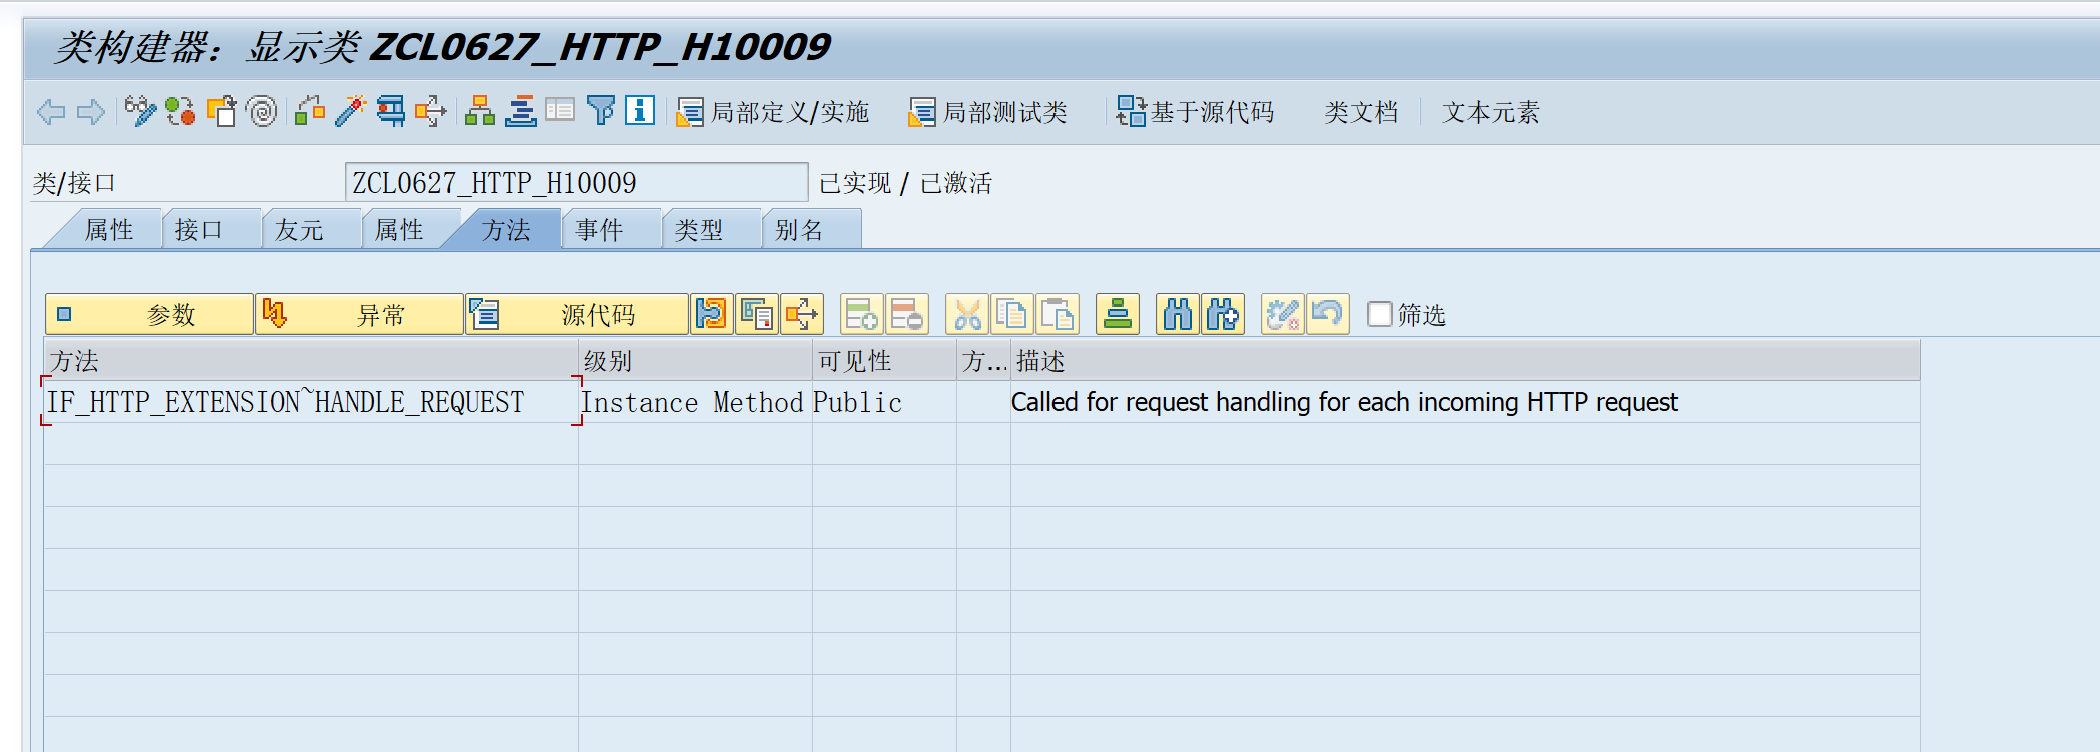 类构建器: 显示类 ZCL0627_HTTP_H10009
局部定义/实施 局部测试类 基于源代码 类文档 文本元素
类/接口 ZCL0627_HTTP_H10009 已实现 / 已激活
属性 接口 友元 属性 方法 事件 类型 别名
参数 异常 源代码 筛选
方法 级别 可见性 方... 描述
IF_HTTP_EXTENSION~HANDLE_REQUEST Instance Method Public Called for request handling for each incoming HTTP request